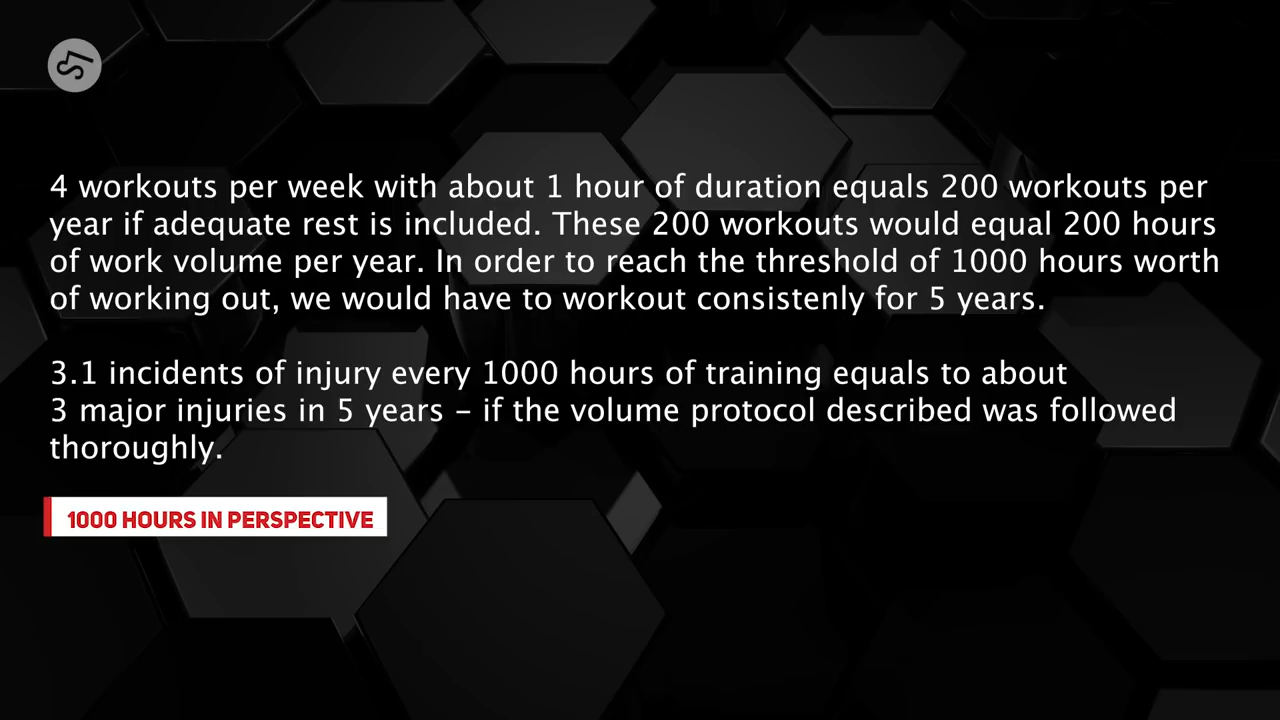 4 workouts per week with about 1 hour of duration equals 200 workouts per
year if adequate rest is included. These 200 workouts would equal 200 hours
of work volume per year. In order to reach the threshold of 1000 hours worth
of working out, we would have to workout consistenly for 5 years.
3.1 incidents of injury every 1000 hours of training equals to about
3 major injuries in 5 years – if the volume protocol described was followed
thoroughly.
1000 HOURS IN PERSPECTIVE